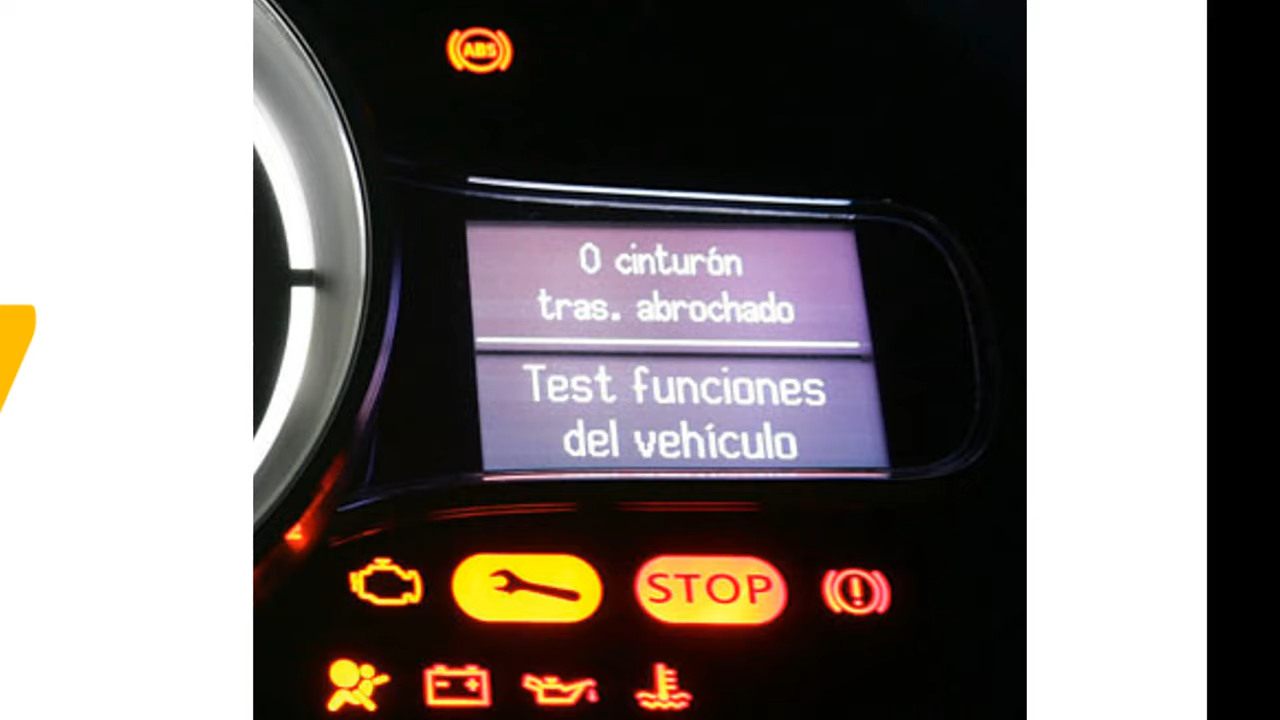 ABS
0 cinturón
tras. abrochado
Test funciones
del vehículo
STOP